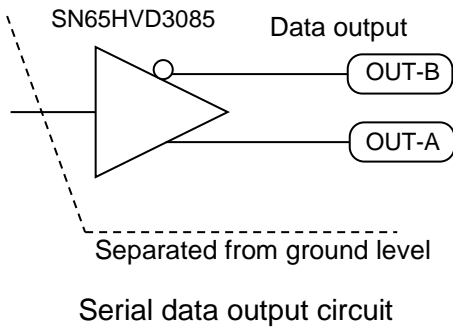 SN65HVD3085
Data output
OUT-B
OUT-A
Separated from ground level
Serial data output circuit